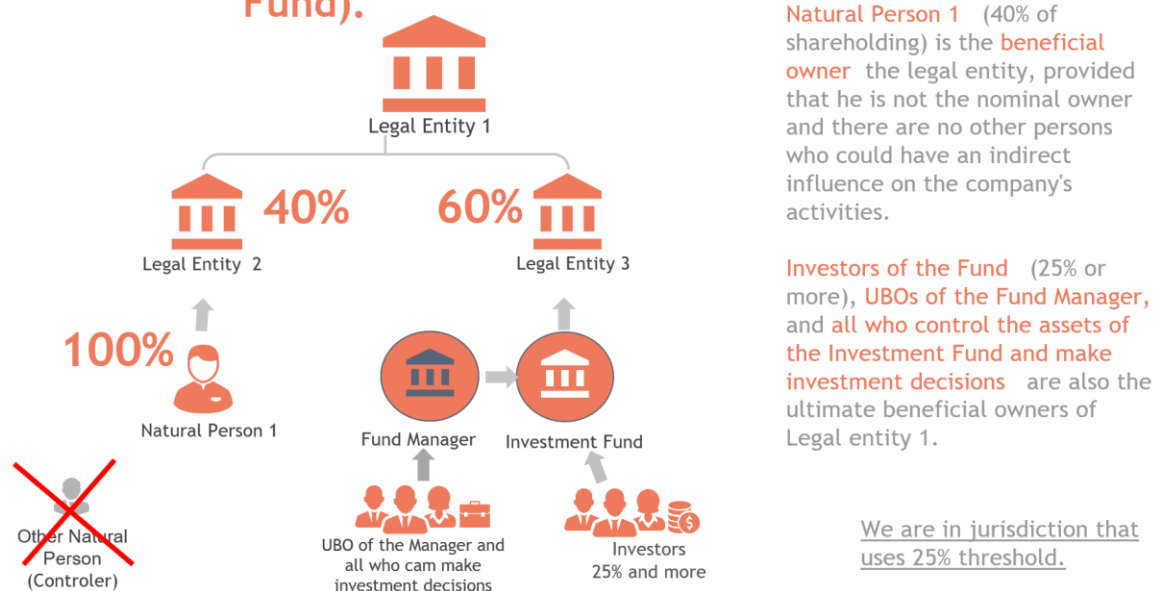 Fund).
Legal Entity 1
40%
60%
Legal Entity 2
Legal Entity 3
100%
Natural Person 1
Fund Manager
Investment Fund
Other Natural
Person
(Controler)
UBO of the Manager and
all who cam make
investment decisions
Investors
25% and more
Natural Person 1 (40% of
shareholding) is the beneficial
owner the legal entity, provided
that he is not the nominal owner
and there are no other persons
who could have an indirect
influence on the company's
activities.
Investors of the Fund (25% or
more), UBOs of the Fund Manager,
and all who control the assets of
the Investment Fund and make
investment decisions are also the
ultimate beneficial owners of
Legal entity 1.
We are in jurisdiction that
uses 25% threshold.